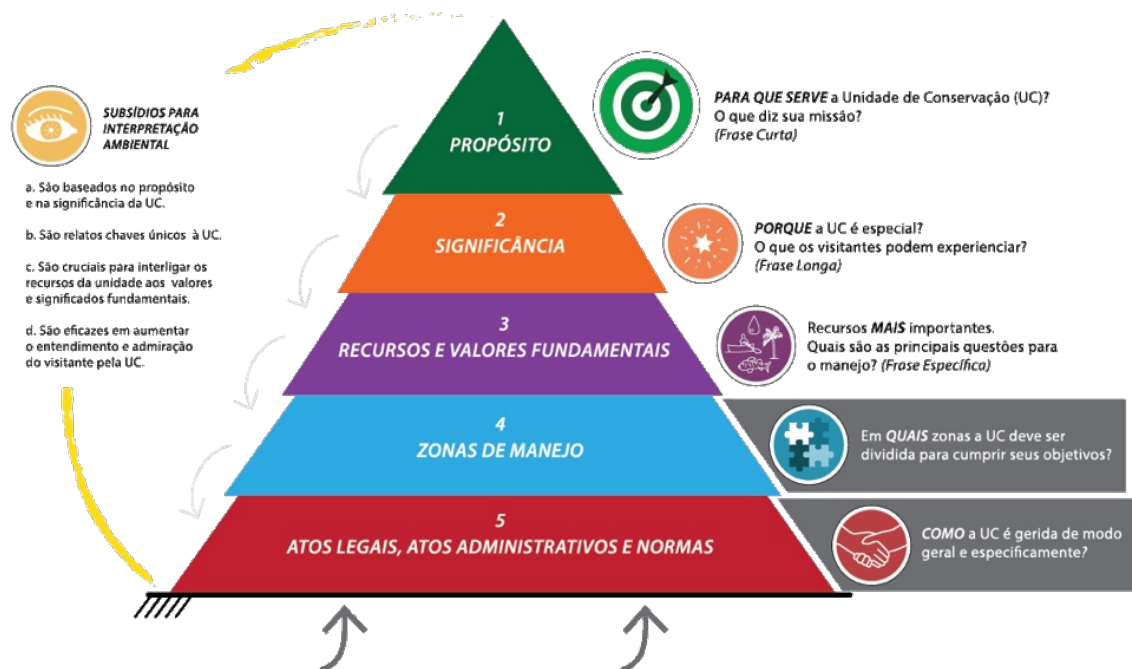 SUBSÍDIOS PARA
INTERPRETAÇÃO
AMBIENTAL
a. São baseados no propósito
e na significância da UC.
b. São relatos chaves únicos à UC.
c. São cruciais para interligar os
recursos da unidade aos valores
e significados fundamentais.
d. São eficazes em aumentar
o entendimento e admiração
do visitante pela UC.
1
PROPÓSITO
PARA QUE SERVE a Unidade de Conservação (UC)?
O que diz sua missão?
(Frase Curta)
2
SIGNIFICÂNCIA
PORQUE a UC é especial?
O que os visitantes podem experienciar?
(Frase Longa)
3
RECURSOS E VALORES FUNDAMENTAIS
Recursos MAIS importantes.
Quais são as principais questões para
o manejo? (Frase Específica)
4
ZONAS DE MANEJO
Em QUAIS zonas a UC deve ser
dividida para cumprir seus objetivos?
5
ATOS LEGAIS, ATOS ADMINISTRATIVOS E NORMAS
COMO a UC é gerida de modo
geral e especificamente?